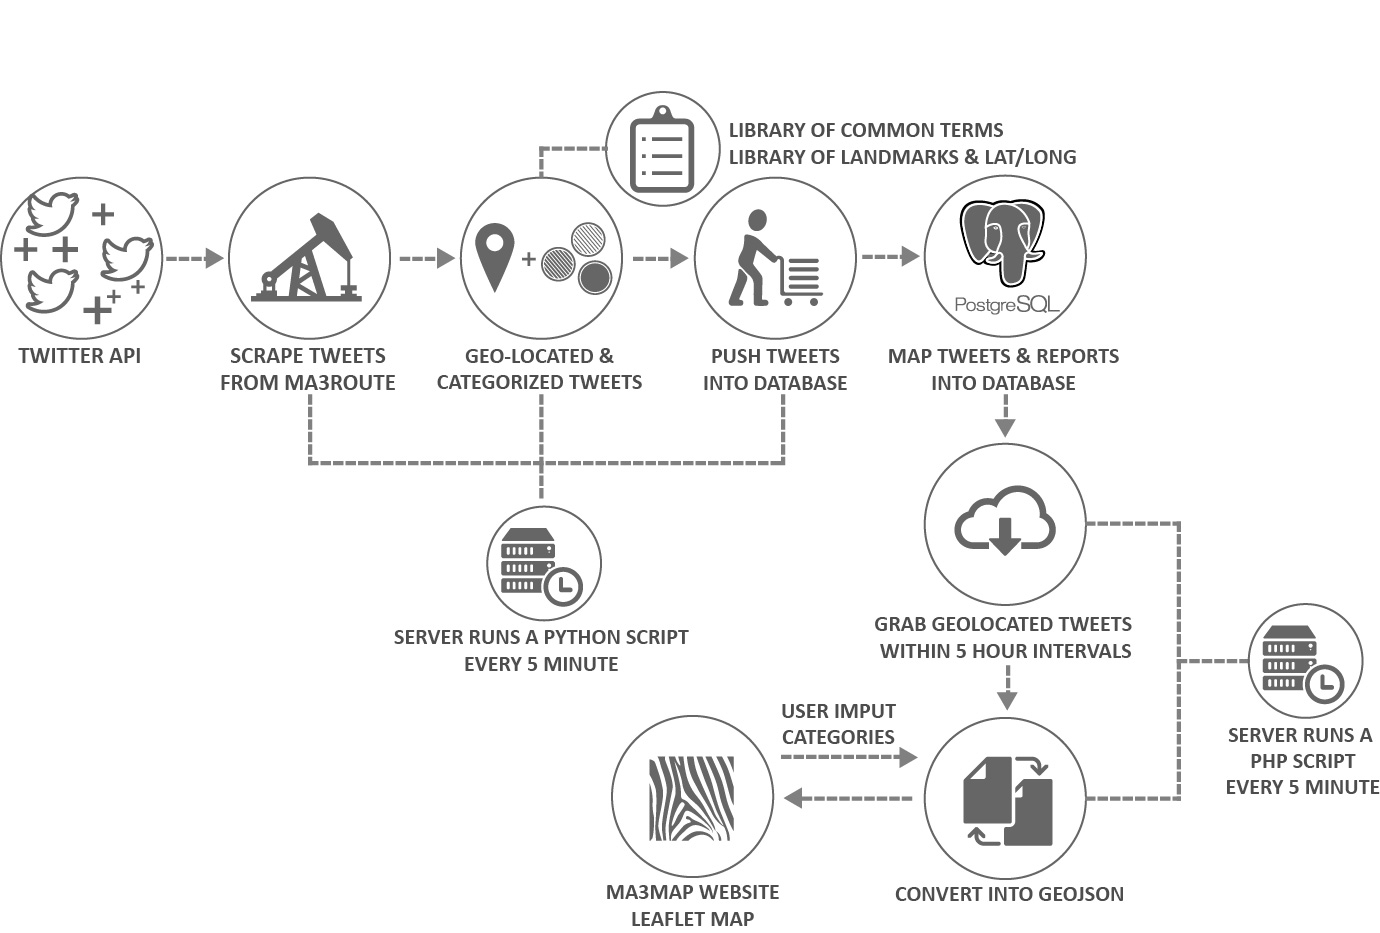 LIBRARY OF COMMON TERMS
LIBRARY OF LANDMARKS & LAT/LONG
PostgreSQL
TWITTER API
SCRAPE TWEETS
FROM MA3ROUTE
GEO-LOCATED &
CATEGORIZED TWEETS
PUSH TWEETS
INTO DATABASE
MAP TWEETS & REPORTS
INTO DATABASE
SERVER RUNS A PYTHON SCRIPT
EVERY 5 MINUTE
GRAB GEOLOCATED TWEETS
WITHIN 5 HOUR INTERVALS
USER IMPUT
CATEGORIES
SERVER RUNS A
PHP SCRIPT
EVERY 5 MINUTE
MA3MAP WEBSITE
LEAFLET MAP
CONVERT INTO GEOJSON